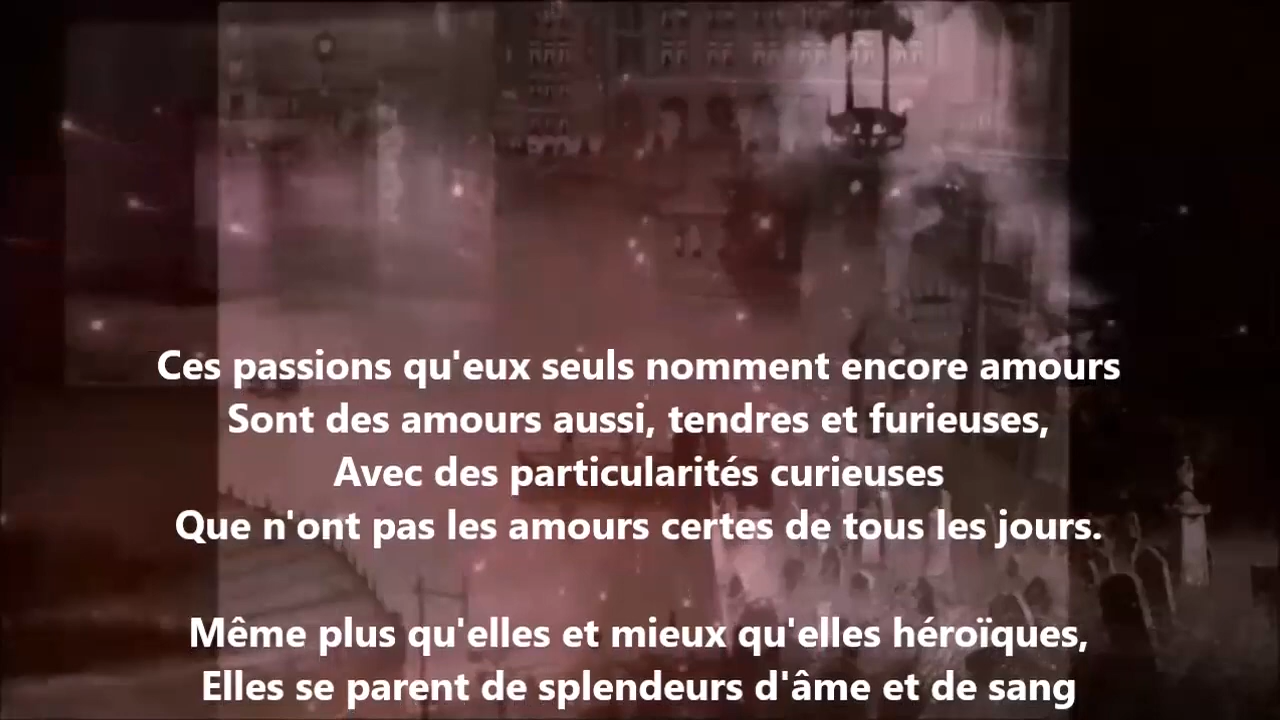 Ces passions qu'eux seuls nomment encore amours
Sont des amours aussi, tendres et furieuses,
Avec des particularités curieuses
Que n'ont pas les amours certes de tous les jours.
Même plus qu'elles et mieux qu'elles héroïques,
Elles se parent de splendeurs d'âme et de sang